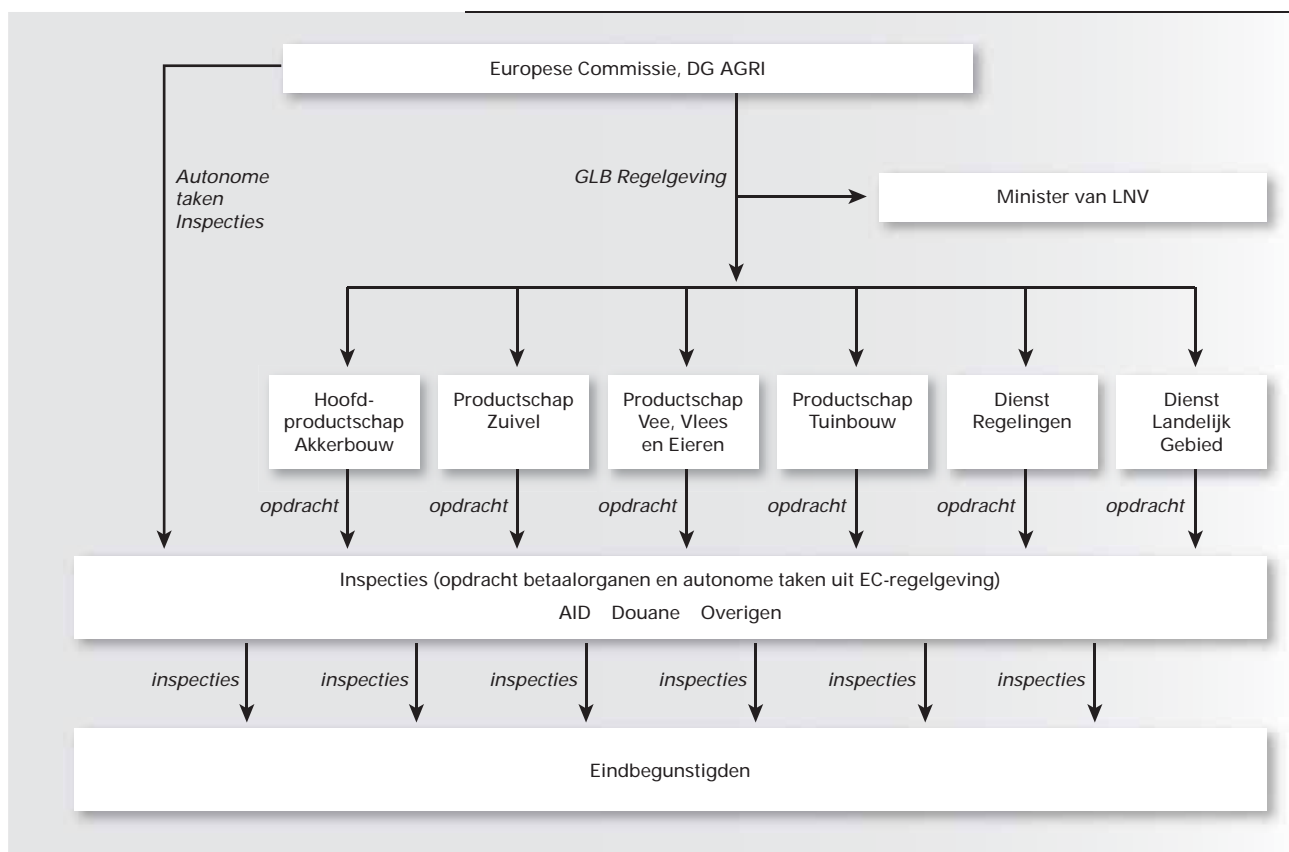 Europese Commissie, DG AGRI
Autonome
taken
Inspecties
GLB Regelgeving
Minister van LNV
Hoofd-
productschap
Akkerbouw
Productschap
Zuivel
Productschap
Vee, Vlees
en Eieren
Productschap
Tuinbouw
Dienst
Regelingen
Dienst
Landelijk
Gebied
opdracht
opdracht
opdracht
opdracht
opdracht
opdracht
Inspecties (opdracht betaalorganen en autonome taken uit EC-regelgeving)
AID Douane Overigen
inspecties
inspecties
inspecties
inspecties
inspecties
inspecties
Eindbegunstigden